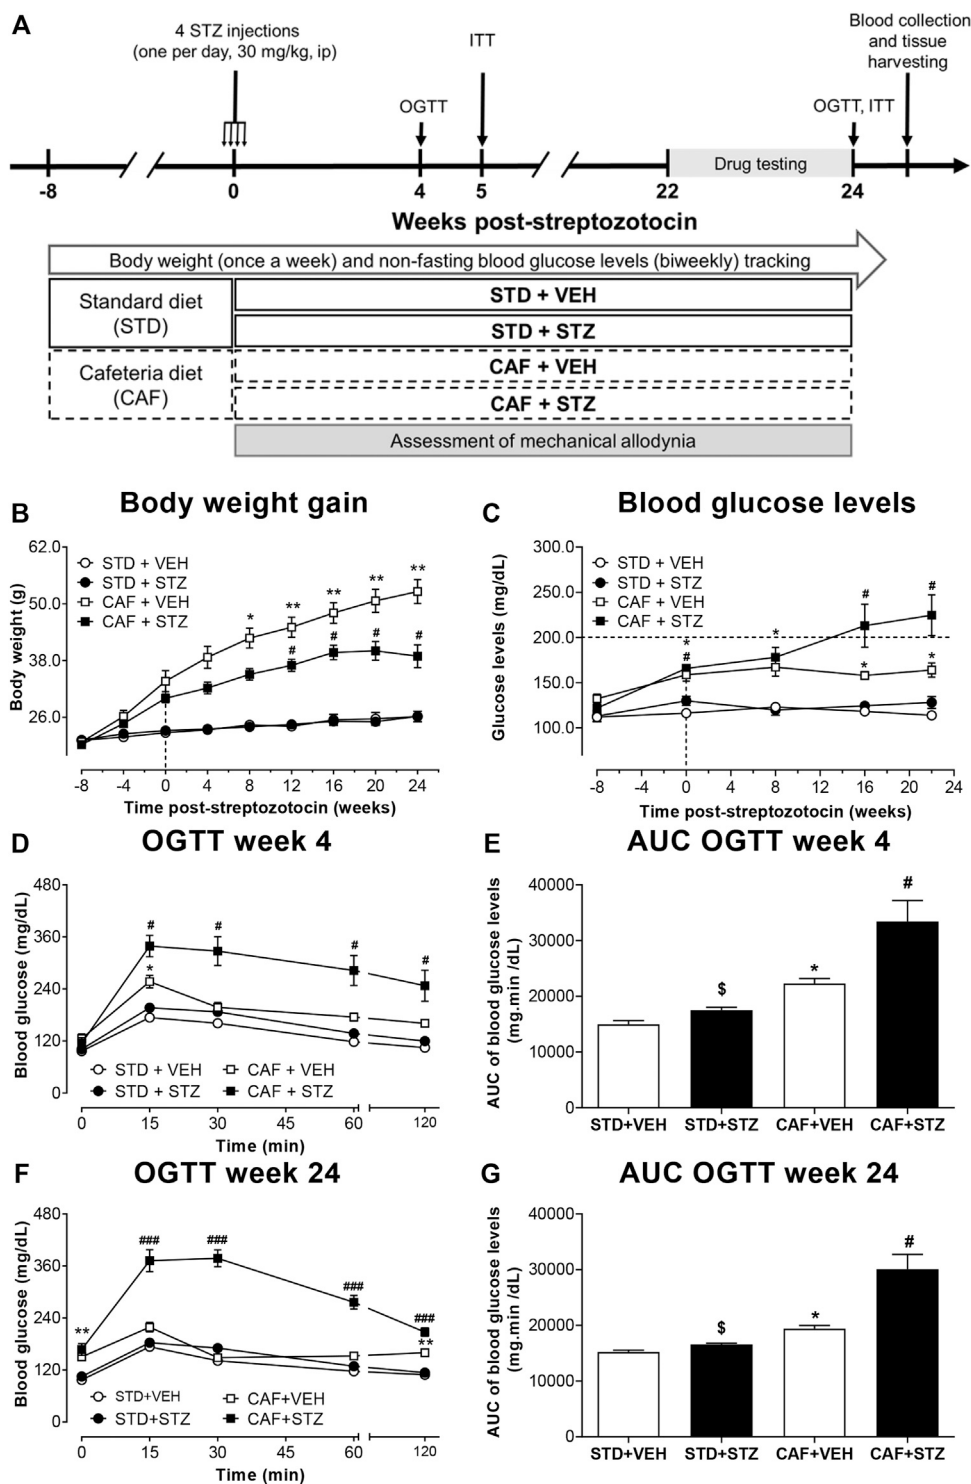 A
4 STZ injections
(one per day, 30 mg/kg, ip)
ITT
Blood collection
and tissue
harvesting
OGTT
OGTT, ITT
Drug testing
-8 0 4 5 22 24
Weeks post-streptozotocin
Body weight (once a week) and non-fasting blood glucose levels (biweekly) tracking
Standard diet
(STD)
STD + VEH
STD + STZ
Cafeteria diet
(CAF)
CAF + VEH
CAF + STZ
Assessment of mechanical allodynia
B
Body weight gain
Body weight (g)
62.0
50.0
38.0
26.0
STD + VEH
STD + STZ
CAF + VEH
CAF + STZ
* ** ** ** **
# # # #
-8 -4 0 4 8 12 16 20 24
Time post-streptozotocin (weeks)
C
Blood glucose levels
Glucose levels (mg/dL)
300.0
250.0
200.0
150.0
100.0
STD + VEH
STD + STZ
CAF + VEH
CAF + STZ
# #
* *
#
* *
-8 -4 0 4 8 12 16 20 24
Time post-streptozotocin (weeks)
D
OGTT week 4
Blood glucose (mg/dL)
480
360
240
120
0
# # # #
*
STD + VEH CAF + VEH
STD + STZ CAF + STZ
0 15 30 45 60 120
Time (min)
E
AUC OGTT week 4
AUC of blood glucose levels
(mg.min /dL)
40000
30000
20000
10000
0
$ * #
STD+VEH STD+STZ CAF+VEH CAF+STZ
F
OGTT week 24
Blood glucose (mg/dL)
480
360
240
120
0
### ### ### ###
** **
STD+VEH CAF+VEH
STD+STZ CAF+STZ
0 15 30 45 60 120
Time (min)
G
AUC OGTT week 24
AUC of blood glucose levels
(mg.min /dL)
40000
30000
20000
10000
0
$ * #
STD+VEH STD+STZ CAF+VEH CAF+STZ